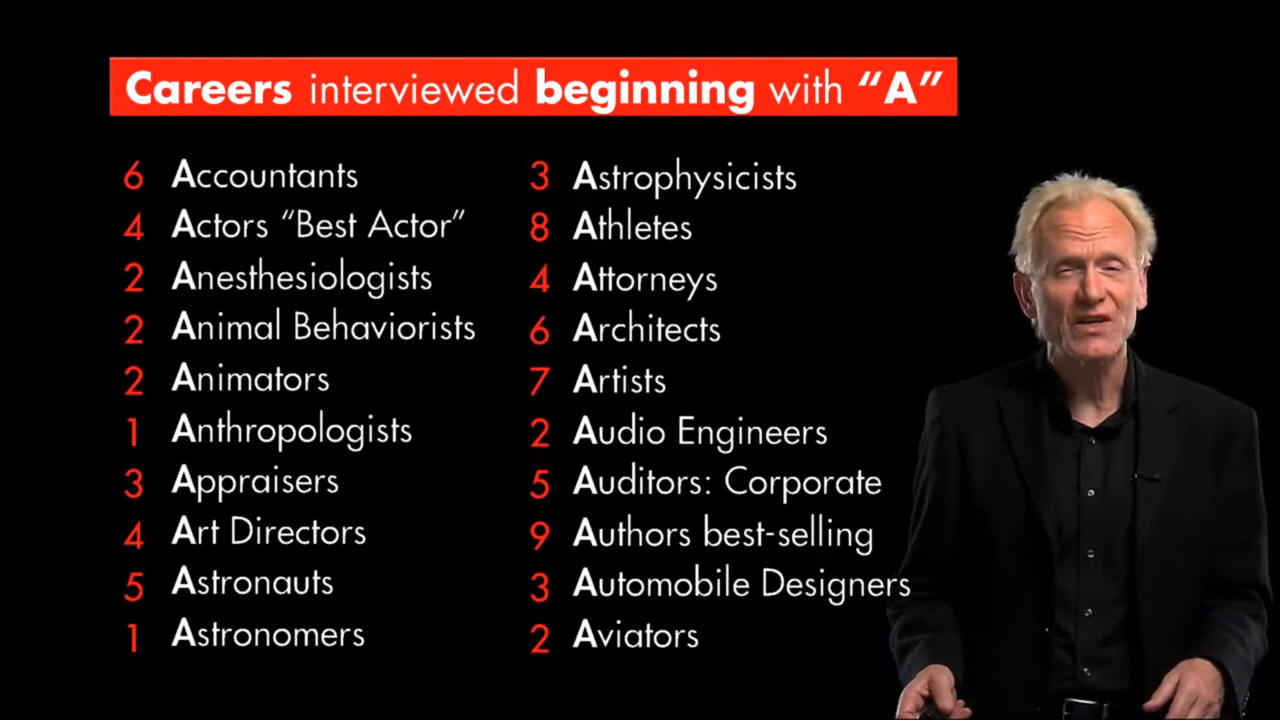 Careers interviewed beginning with “A”
6 Accountants
4 Actors “Best Actor”
2 Anesthesiologists
2 Animal Behaviorists
2 Animators
1 Anthropologists
3 Appraisers
4 Art Directors
5 Astronauts
1 Astronomers
3 Astrophysicists
8 Athletes
4 Attorneys
6 Architects
7 Artists
2 Audio Engineers
5 Auditors: Corporate
9 Authors best-selling
3 Automobile Designers
2 Aviators